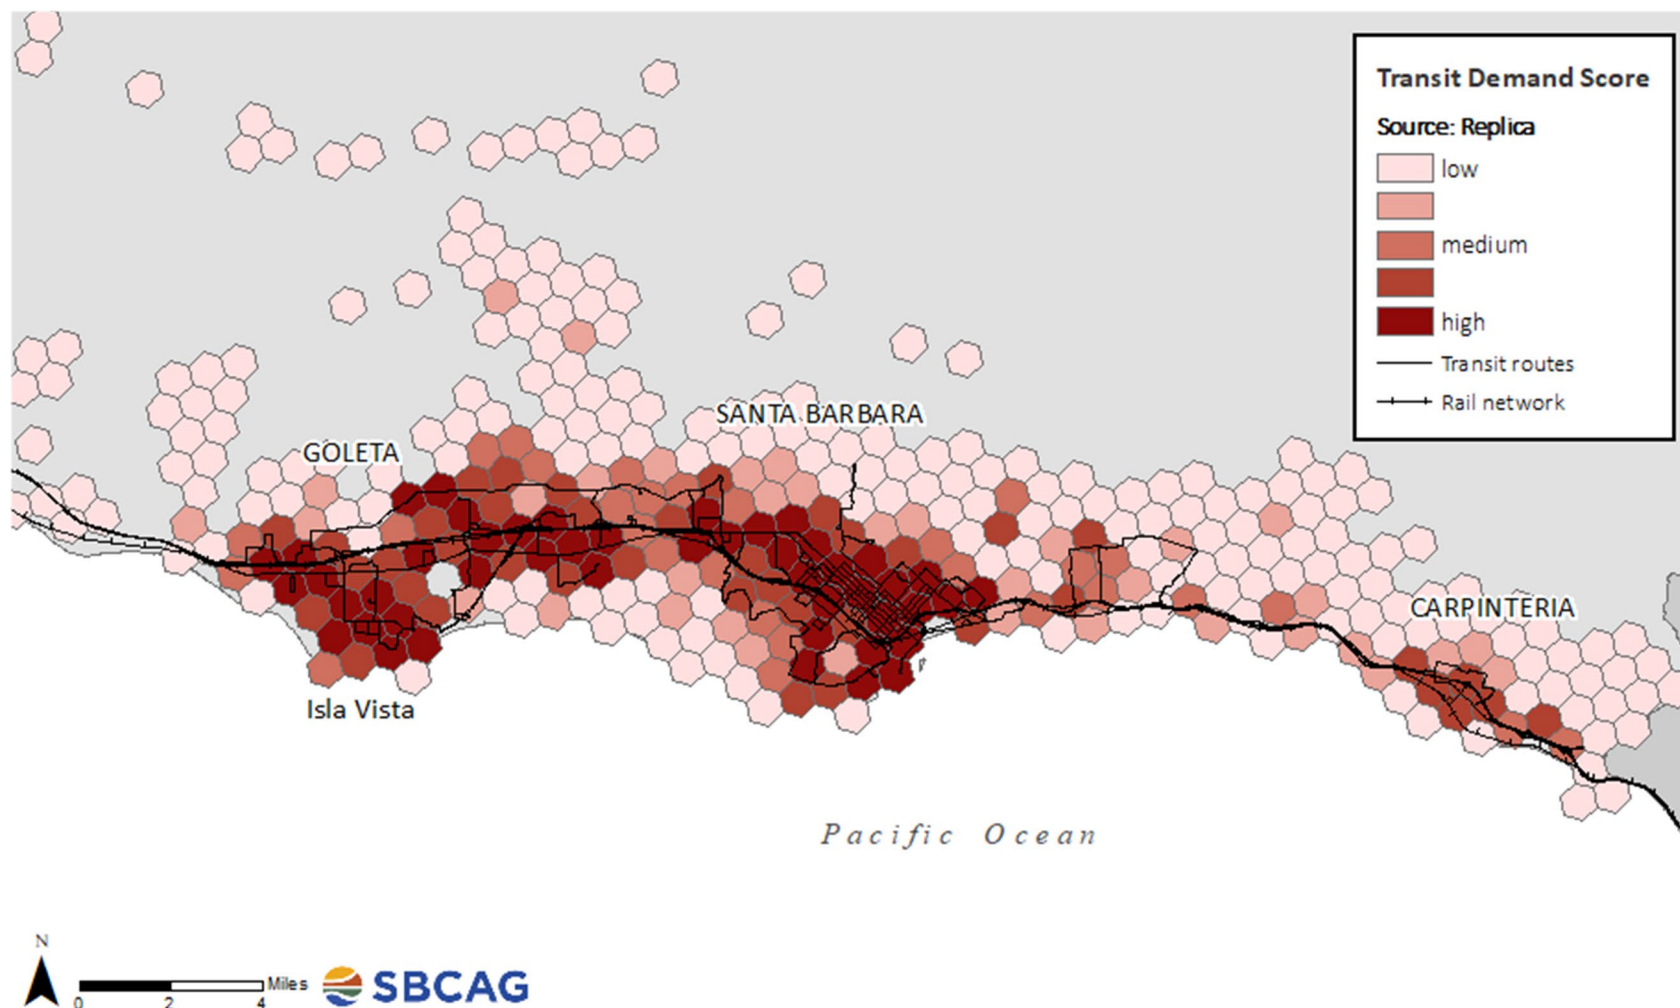 Transit Demand Score
Source: Replica
low
medium
high
Transit routes
Rail network
SANTA BARBARA
GOLETA
CARPINTERIA
Isla Vista
Pacific Ocean
N
Miles
0 2 4
SBCAG